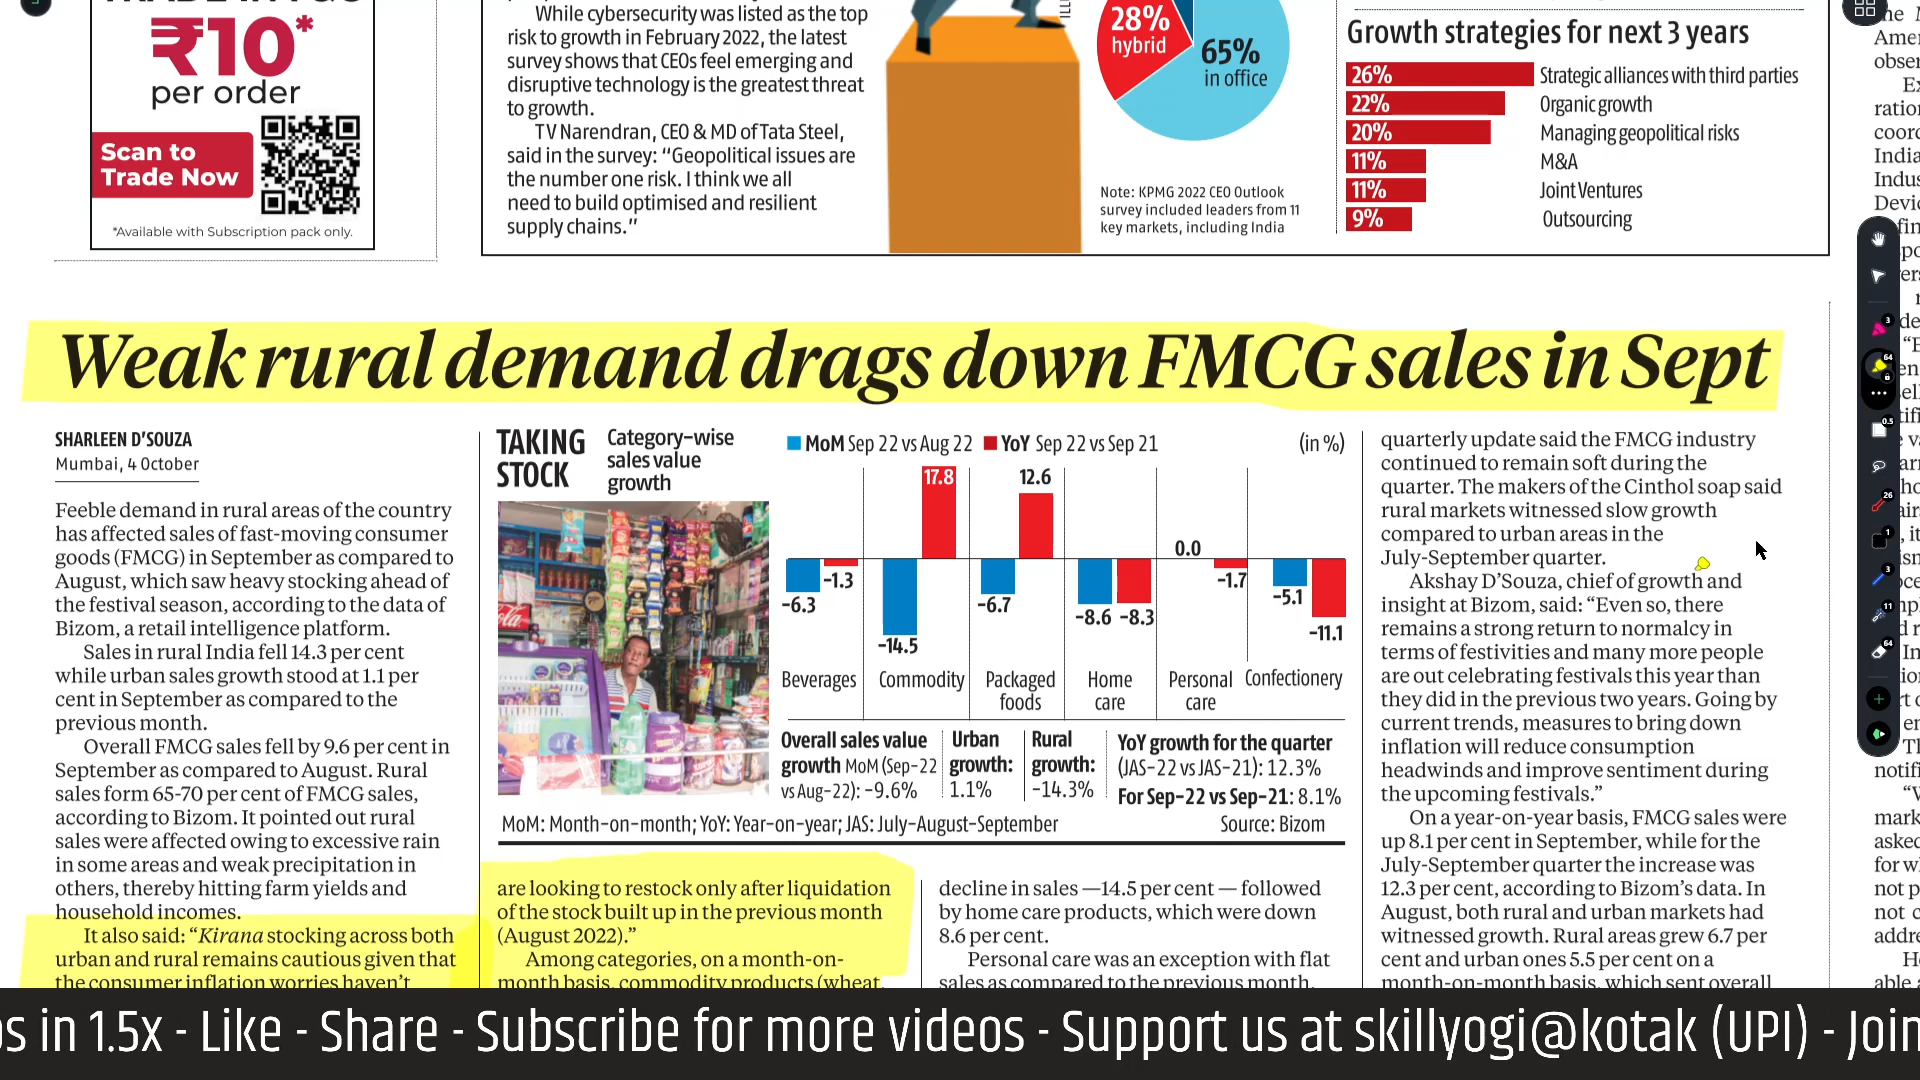 ₹10*
per order
Scan to
Trade Now
*Available with Subscription pack only.
While cybersecurity was listed as the top
risk to growth in February 2022, the latest
survey shows that CEOs feel emerging and
disruptive technology is the greatest threat
to growth.
TV Narendran, CEO & MD of Tata Steel,
said in the survey: “Geopolitical issues are
the number one risk. I think we all
need to build optimised and resilient
supply chains.”
28%
hybrid
65%
in office
Note: KPMG 2022 CEO Outlook
survey included leaders from 11
key markets, including India
Growth strategies for next 3 years
26% Strategic alliances with third parties
22% Organic growth
20% Managing geopolitical risks
11% M&A
11% Joint Ventures
9% Outsourcing
Weak rural demand drags down FMCG sales in Sept
SHARLEEN D’SOUZA
Mumbai, 4 October
Feeble demand in rural areas of the country
has affected sales of fast-moving consumer
goods (FMCG) in September as compared to
August, which saw heavy stocking ahead of
the festival season, according to the data of
Bizom, a retail intelligence platform.
Sales in rural India fell 14.3 per cent
while urban sales growth stood at 1.1 per
cent in September as compared to the
previous month.
Overall FMCG sales fell by 9.6 per cent in
September as compared to August. Rural
sales form 65-70 per cent of FMCG sales,
according to Bizom. It pointed out rural
sales were affected owing to excessive rain
in some areas and weak precipitation in
others, thereby hitting farm yields and
household incomes.
It also said: “Kirana stocking across both
urban and rural remains cautious given that
the consumer inflation worries haven’t
TAKING
STOCK
Category-wise
sales value
growth
MoM Sep 22 vs Aug 22 YoY Sep 22 vs Sep 21 (in %)
17.8
12.6
0.0
-6.3
-1.3
-14.5
-6.7
-8.6
-8.3
-1.7
-5.1
-11.1
Beverages
Commodity
Packaged
foods
Home
care
Personal
care
Confectionery
Overall sales value
growth MoM (Sep-22
vs Aug-22): -9.6%
Urban
growth:
1.1%
Rural
growth:
-14.3%
YoY growth for the quarter
(JAS-22 vs JAS-21): 12.3%
For Sep-22 vs Sep-21: 8.1%
MoM: Month-on-month; YoY: Year-on-year; JAS: July-August-September
Source: Bizom
are looking to restock only after liquidation
of the stock built up in the previous month
(August 2022).”
Among categories, on a month-on-
month basis, commodity products (wheat,
decline in sales —14.5 per cent — followed
by home care products, which were down
8.6 per cent.
Personal care was an exception with flat
sales as compared to the previous month.
quarterly update said the FMCG industry
continued to remain soft during the
quarter. The makers of the Cinthol soap said
rural markets witnessed slow growth
compared to urban areas in the
July-September quarter.
Akshay D’Souza, chief of growth and
insight at Bizom, said: “Even so, there
remains a strong return to normalcy in
terms of festivities and many more people
are out celebrating festivals this year than
they did in the previous two years. Going by
current trends, measures to bring down
inflation will reduce consumption
headwinds and improve sentiment during
the upcoming festivals.”
On a year-on-year basis, FMCG sales were
up 8.1 per cent in September, while for the
July-September quarter the increase was
12.3 per cent, according to Bizom’s data. In
August, both rural and urban markets had
witnessed growth. Rural areas grew 6.7 per
cent and urban ones 5.5 per cent on a
month-on-month basis, which sent overall
in 1.5x - Like - Share - Subscribe for more videos - Support us at skillyogi@kotak (UPI) - Join